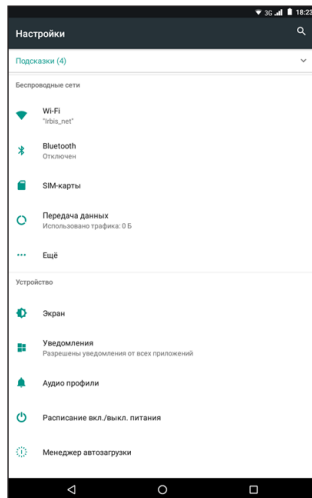 3G 18:23
Настройки
Подсказки (4)
Беспроводные сети
Wi-Fi
"Irbis_net"
Bluetooth
Отключен
SIM-карты
Передача данных
Использовано трафика: 0 Б
Ещё
Устройство
Экран
Уведомления
Разрешены уведомления от всех приложений
Аудио профили
Расписание вкл./выкл. питания
Менеджер автозагрузки